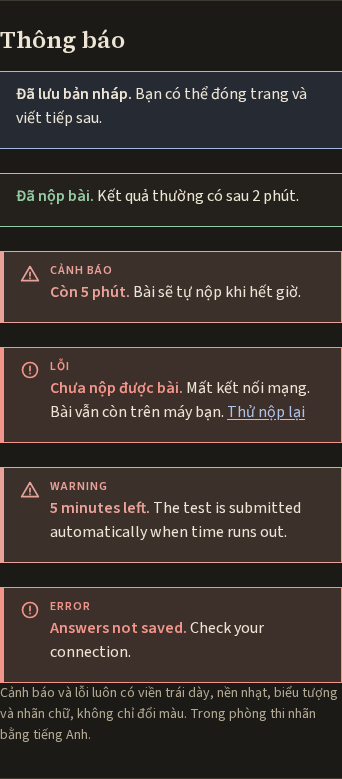 Thông báo
Đã lưu bản nháp. Bạn có thể đóng trang và
viết tiếp sau.
Đã nộp bài. Kết quả thường có sau 2 phút.
CẢNH BÁO
Còn 5 phút. Bài sẽ tự nộp khi hết giờ.
LỖI
Chưa nộp được bài. Mất kết nối mạng.
Bài vẫn còn trên máy bạn. Thử nộp lại
WARNING
5 minutes left. The test is submitted
automatically when time runs out.
ERROR
Answers not saved. Check your
connection.
Cảnh báo và lỗi luôn có viền trái dày, nền nhạt, biểu tượng
và nhãn chữ, không chỉ đổi màu. Trong phòng thi nhãn
bằng tiếng Anh.